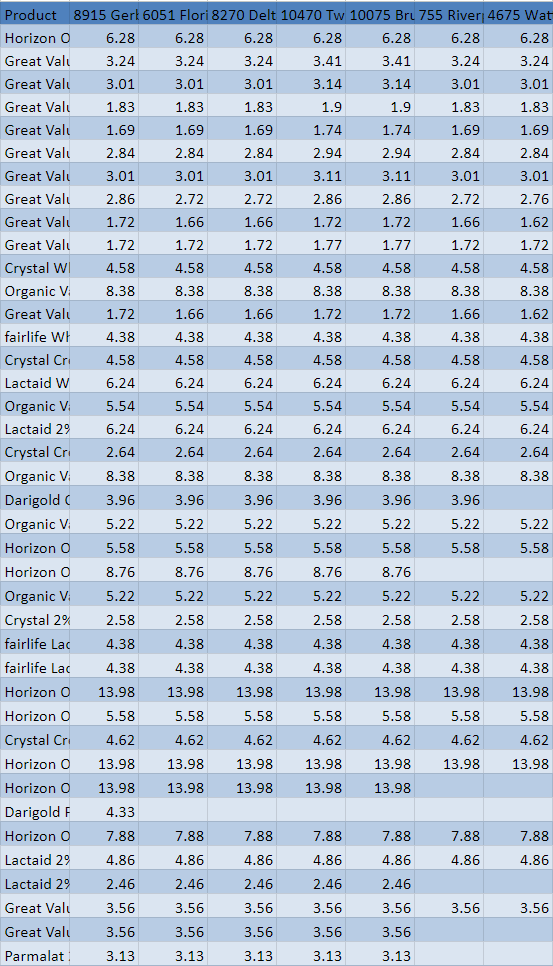 Product 8915 Gerb 6051 Flori 8270 Delt 10470 Tw 10075 Bru 755 River 4675 Wat
Horizon O 6.28 6.28 6.28 6.28 6.28 6.28 6.28
Great Valu 3.24 3.24 3.24 3.41 3.41 3.24 3.24
Great Valu 3.01 3.01 3.01 3.14 3.14 3.01 3.01
Great Valu 1.83 1.83 1.83 1.9 1.9 1.83 1.83
Great Valu 1.69 1.69 1.69 1.74 1.74 1.69 1.69
Great Valu 2.84 2.84 2.84 2.94 2.94 2.84 2.84
Great Valu 3.01 3.01 3.01 3.11 3.11 3.01 3.01
Great Valu 2.86 2.72 2.72 2.86 2.86 2.72 2.76
Great Valu 1.72 1.66 1.66 1.72 1.72 1.66 1.62
Great Valu 1.72 1.72 1.72 1.77 1.77 1.72 1.72
Crystal W 4.58 4.58 4.58 4.58 4.58 4.58 4.58
Organic Va 8.38 8.38 8.38 8.38 8.38 8.38 8.38
Great Valu 1.72 1.66 1.66 1.72 1.72 1.66 1.62
fairlife Wh 4.38 4.38 4.38 4.38 4.38 4.38 4.38
Crystal Cr 4.58 4.58 4.58 4.58 4.58 4.58 4.58
Lactaid W 6.24 6.24 6.24 6.24 6.24 6.24 6.24
Organic Va 5.54 5.54 5.54 5.54 5.54 5.54 5.54
Lactaid 2% 6.24 6.24 6.24 6.24 6.24 6.24 6.24
Crystal Cr 2.64 2.64 2.64 2.64 2.64 2.64 2.64
Organic Va 8.38 8.38 8.38 8.38 8.38 8.38 8.38
Darigold C 3.96 3.96 3.96 3.96 3.96 3.96
Organic Va 5.22 5.22 5.22 5.22 5.22 5.22 5.22
Horizon O 5.58 5.58 5.58 5.58 5.58 5.58 5.58
Horizon O 8.76 8.76 8.76 8.76 8.76
Organic Va 5.22 5.22 5.22 5.22 5.22 5.22 5.22
Crystal 2% 2.58 2.58 2.58 2.58 2.58 2.58 2.58
fairlife Lac 4.38 4.38 4.38 4.38 4.38 4.38 4.38
fairlife Lac 4.38 4.38 4.38 4.38 4.38 4.38 4.38
Horizon O 13.98 13.98 13.98 13.98 13.98 13.98 13.98
Horizon O 5.58 5.58 5.58 5.58 5.58 5.58 5.58
Crystal Cr 4.62 4.62 4.62 4.62 4.62 4.62 4.62
Horizon O 13.98 13.98 13.98 13.98 13.98 13.98 13.98
Horizon O 13.98 13.98 13.98 13.98 13.98
Darigold F 4.33
Horizon O 7.88 7.88 7.88 7.88 7.88 7.88 7.88
Lactaid 2% 4.86 4.86 4.86 4.86 4.86 4.86 4.86
Lactaid 2% 2.46 2.46 2.46 2.46 2.46
Great Valu 3.56 3.56 3.56 3.56 3.56 3.56 3.56
Great Valu 3.56 3.56 3.56 3.56 3.56
Parmalat 3.13 3.13 3.13 3.13 3.13